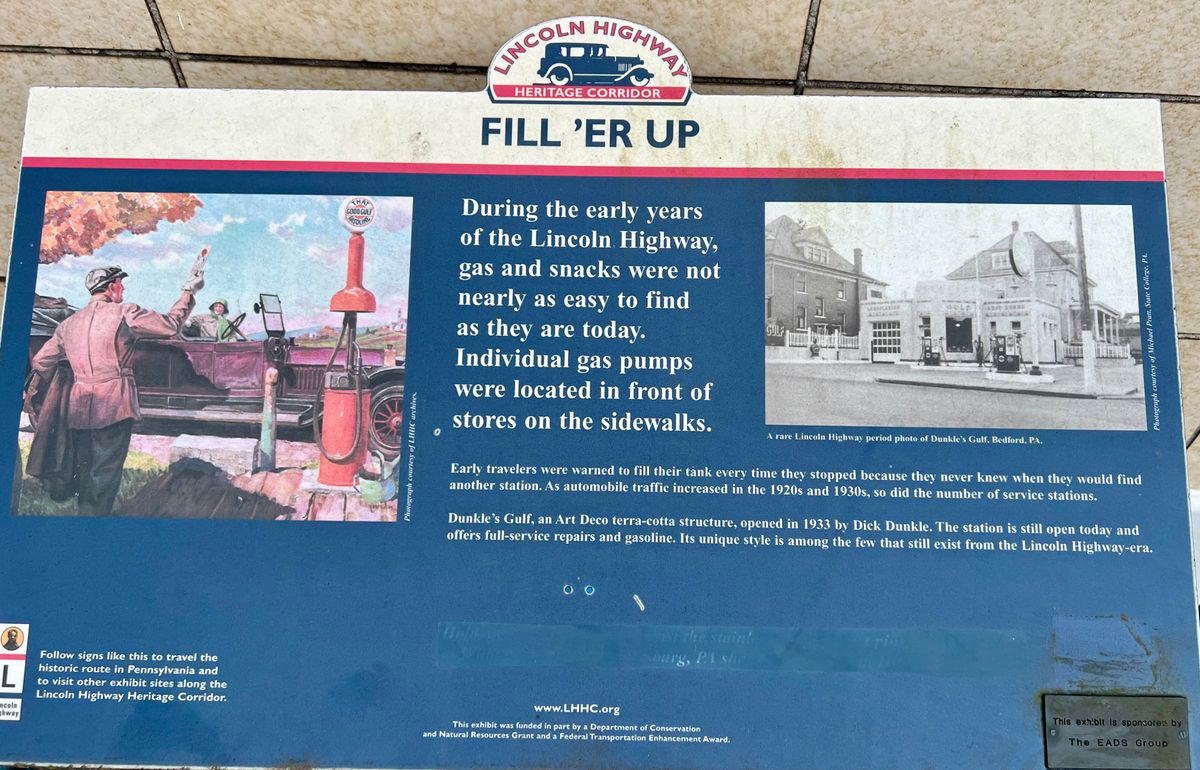 LINCOLN HIGHWAY
HERITAGE CORRIDOR
FILL ’ER UP
THAT
GOOD GULF
GASOLINE
Photograph courtesy of LHHC archives.
During the early years
of the Lincoln Highway,
gas and snacks were not
nearly as easy to find
as they are today.
Individual gas pumps
were located in front of
stores on the sidewalks.
GULF
GULF
Photograph courtesy of Michael Pruti, State College, PA.
A rare Lincoln Highway period photo of Dunkle’s Gulf, Bedford, PA.
Early travelers were warned to fill their tank every time they stopped because they never knew when they would find
another station. As automobile traffic increased in the 1920s and 1930s, so did the number of service stations.
Dunkle’s Gulf, an Art Deco terra-cotta structure, opened in 1933 by Dick Dunkle. The station is still open today and
offers full-service repairs and gasoline. Its unique style is among the few that still exist from the Lincoln Highway-era.
L
Follow signs like this to travel the
historic route in Pennsylvania and
to visit other exhibit sites along the
Lincoln Highway Heritage Corridor.
www.LHHC.org
This exhibit was funded in part by a Department of Conservation
and Natural Resources Grant and a Federal Transportation Enhancement Award.
This exhibit is sponsored by
The EADS Group